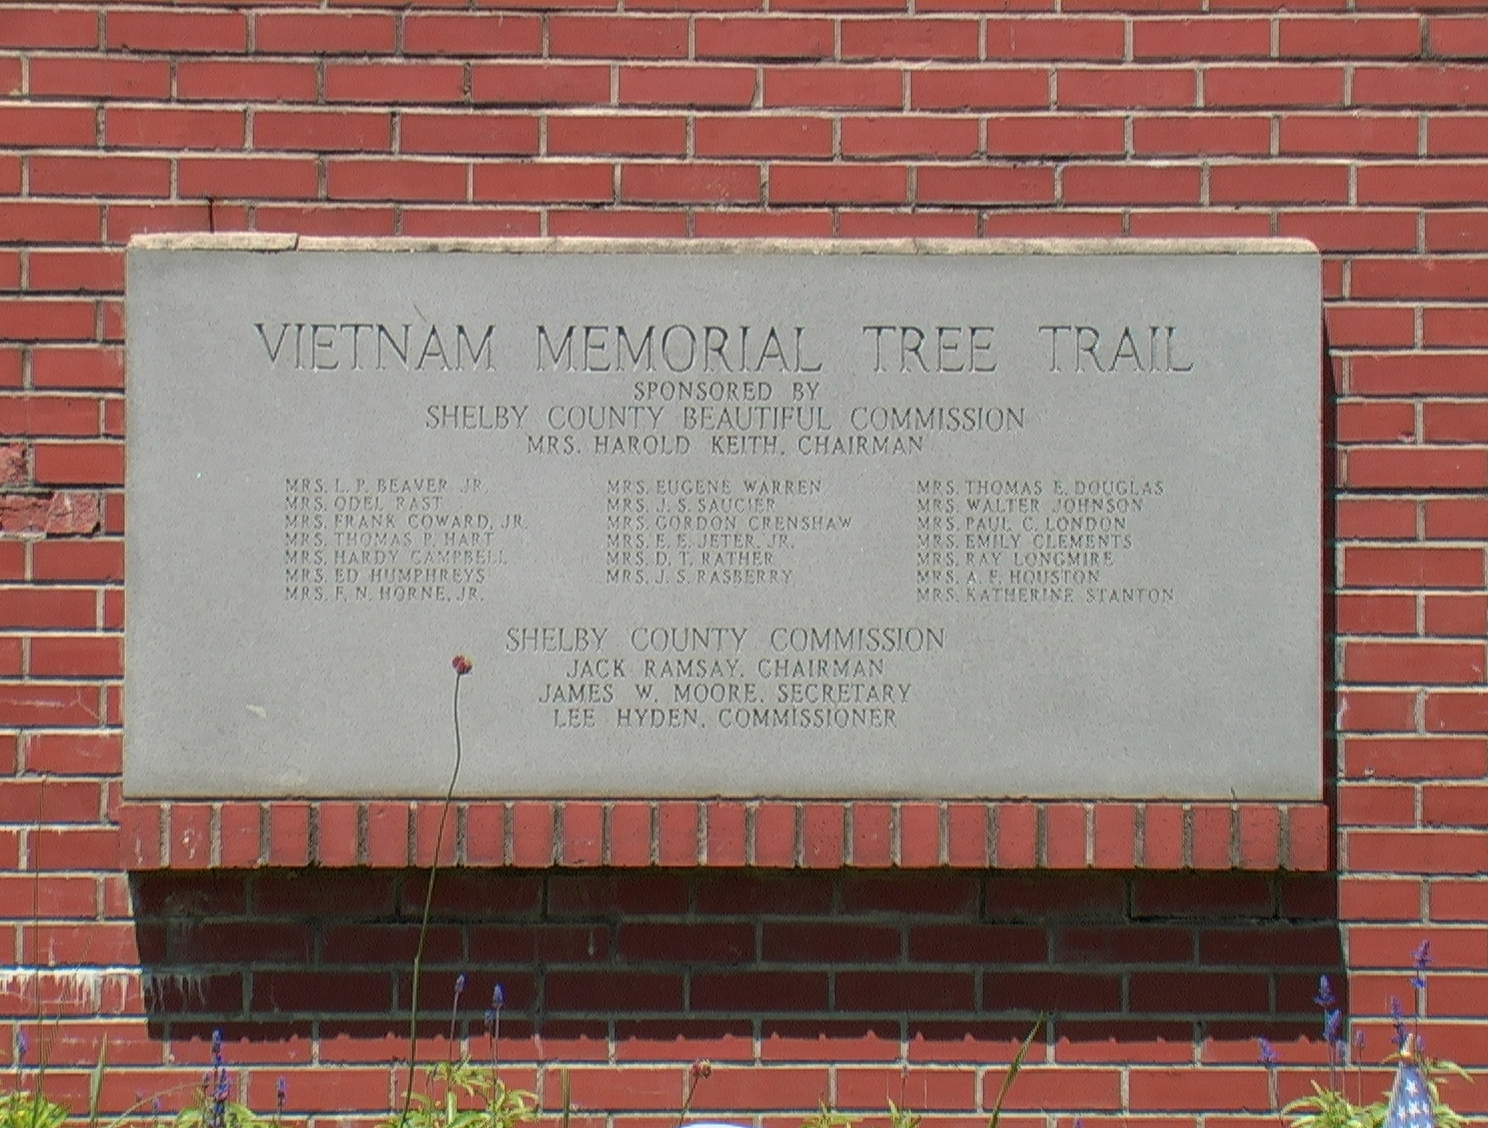 VIETNAM MEMORIAL TREE TRAIL
SPONSORED BY
SHELBY COUNTY BEAUTIFUL COMMISSION
MRS. HAROLD KEITH, CHAIRMAN
MRS. L. P. BEAVER JR.
MRS. ODEL RAST
MRS. FRANK COWARD, JR.
MRS. THOMAS P. HART
MRS. HARDY CAMPBELL
MRS. ED HUMPHREYS
MRS. F. N. HORNE, JR.
MRS. EUGENE WARREN
MRS. J. S. SAUCIER
MRS. GORDON CRENSHAW
MRS. E. E. JETER, JR.
MRS. D. T. RATHER
MRS. J. S. RASBERRY
MRS. THOMAS E. DOUGLAS
MRS. WALTER JOHNSON
MRS. PAUL C. LONDON
MRS. EMILY CLEMENTS
MRS. RAY LONGMIRE
MRS. A. F. HOUSTON
MRS. KATHERINE STANTON
SHELBY COUNTY COMMISSION
JACK RAMSAY, CHAIRMAN
JAMES W. MOORE, SECRETARY
LEE HYDEN, COMMISSIONER